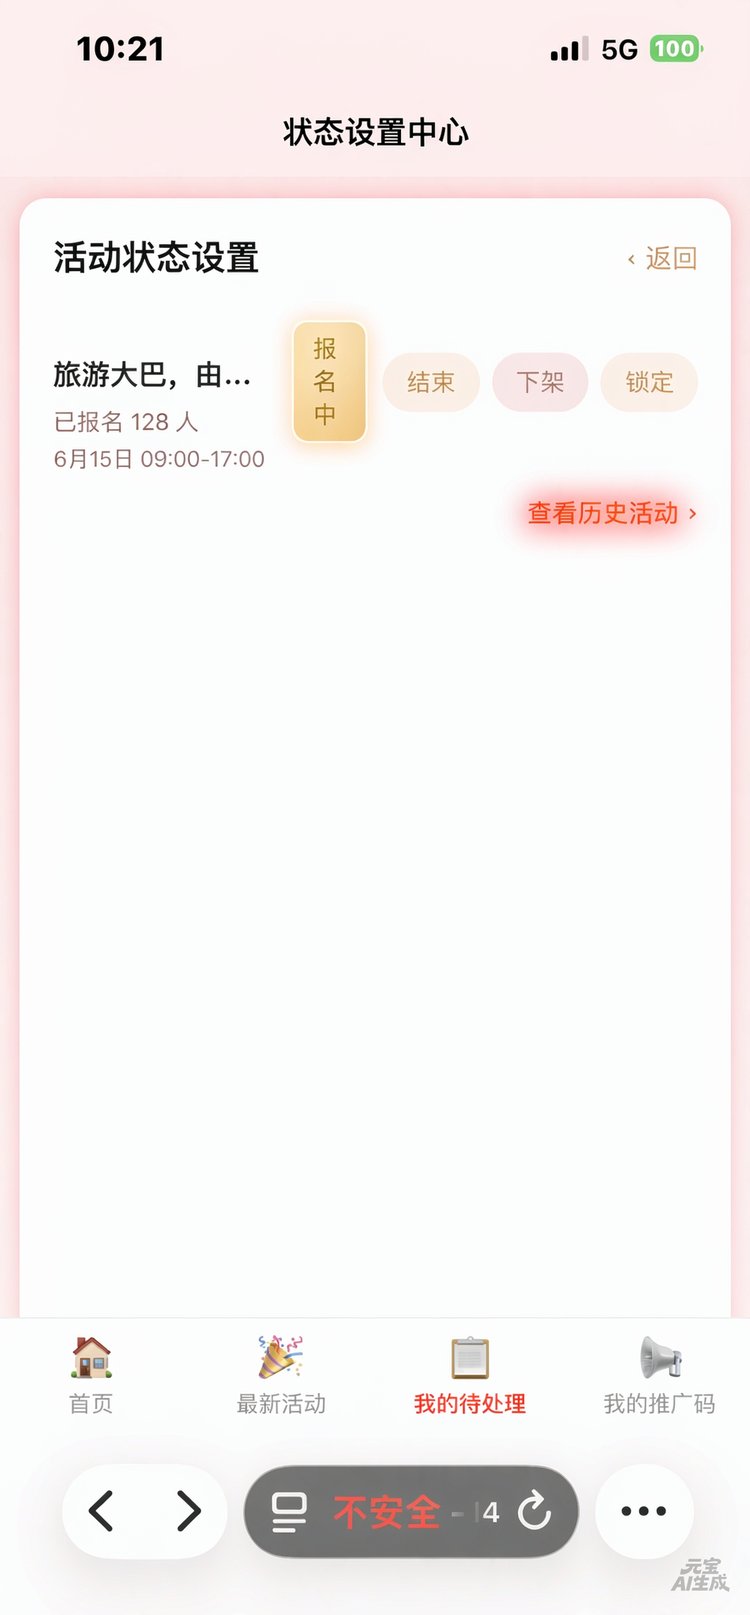 10:21
5G
100
状态设置中心
活动状态设置
‹ 返回
旅游大巴，由...
已报名 128 人
6月15日 09:00-17:00
报
名
中
结束
下架
锁定
查看历史活动 ›
首页
最新活动
我的待处理
我的推广码
不安全 - 14
元宝
AI生成